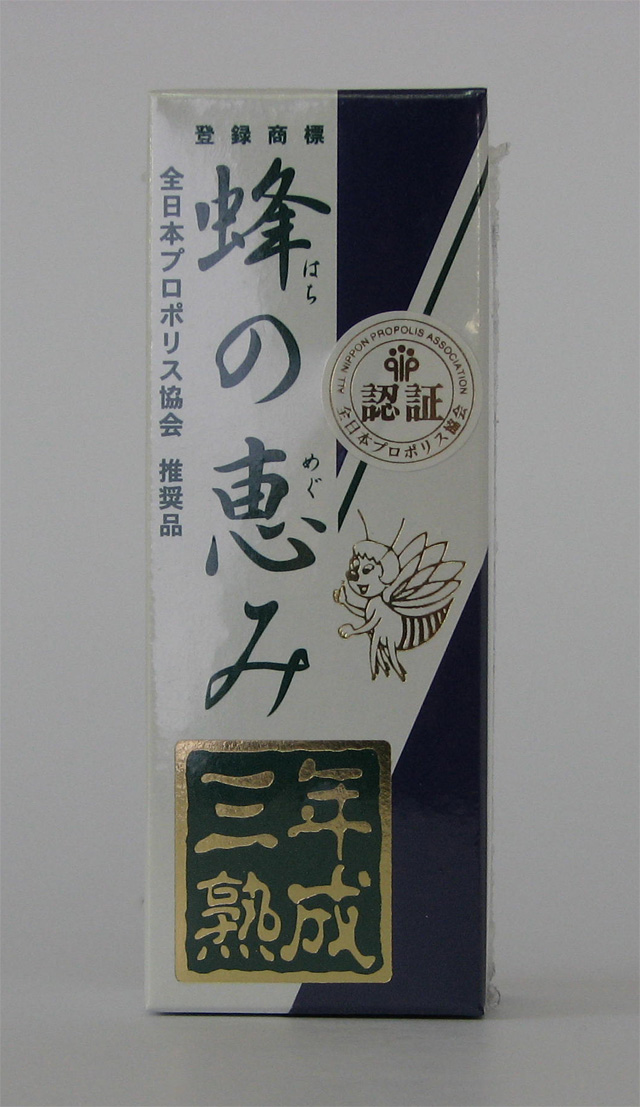 登録商標
蜂の恵み
はち
めぐ
全日本プロポリス協会 推奨品
ALL NIPPON PROPOLIS ASSOCIATION
認証
全日本プロポリス協会
三年
熟成